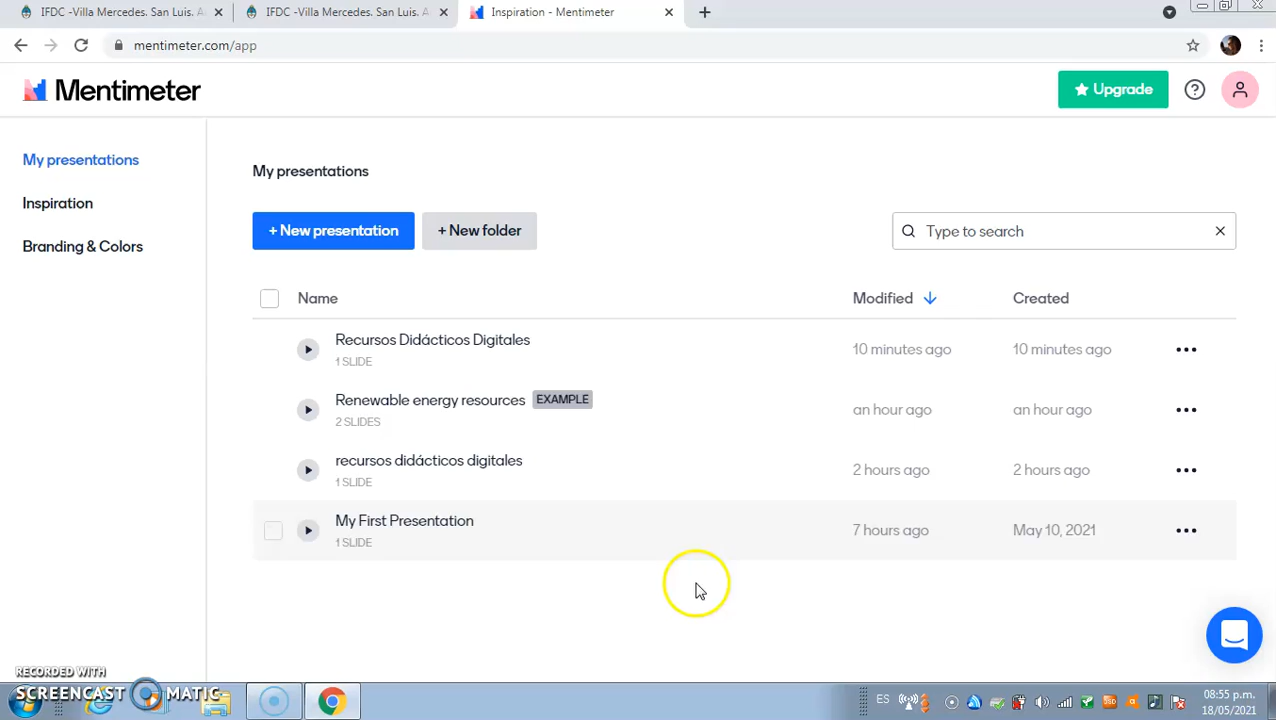 IFDC -Villa Mercedes. San Luis. A
IFDC -Villa Mercedes. San Luis. A
Inspiration - Mentimeter
mentimeter.com/app
Mentimeter
Upgrade
My presentations
Inspiration
Branding & Colors
My presentations
+ New presentation
+ New folder
Type to search
Name
Modified
Created
Recursos Didácticos Digitales
1 SLIDE
10 minutes ago
10 minutes ago
Renewable energy resources
EXAMPLE
2 SLIDES
an hour ago
an hour ago
recursos didácticos digitales
1 SLIDE
2 hours ago
2 hours ago
My First Presentation
1 SLIDE
7 hours ago
May 10, 2021
RECORDED WITH
SCREENCAST MATIC
ES
08:55 p.m.
18/05/2021